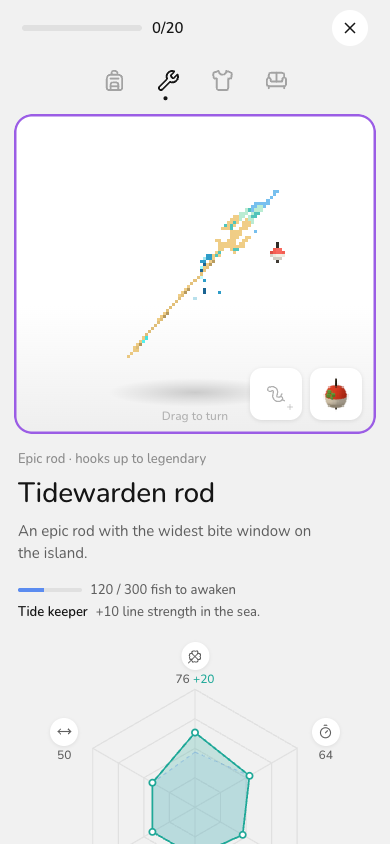 0/20
Drag to turn
Epic rod · hooks up to legendary
Tidewarden rod
An epic rod with the widest bite window on
the island.
120 / 300 fish to awaken
Tide keeper +10 line strength in the sea.
76 +20
50
64